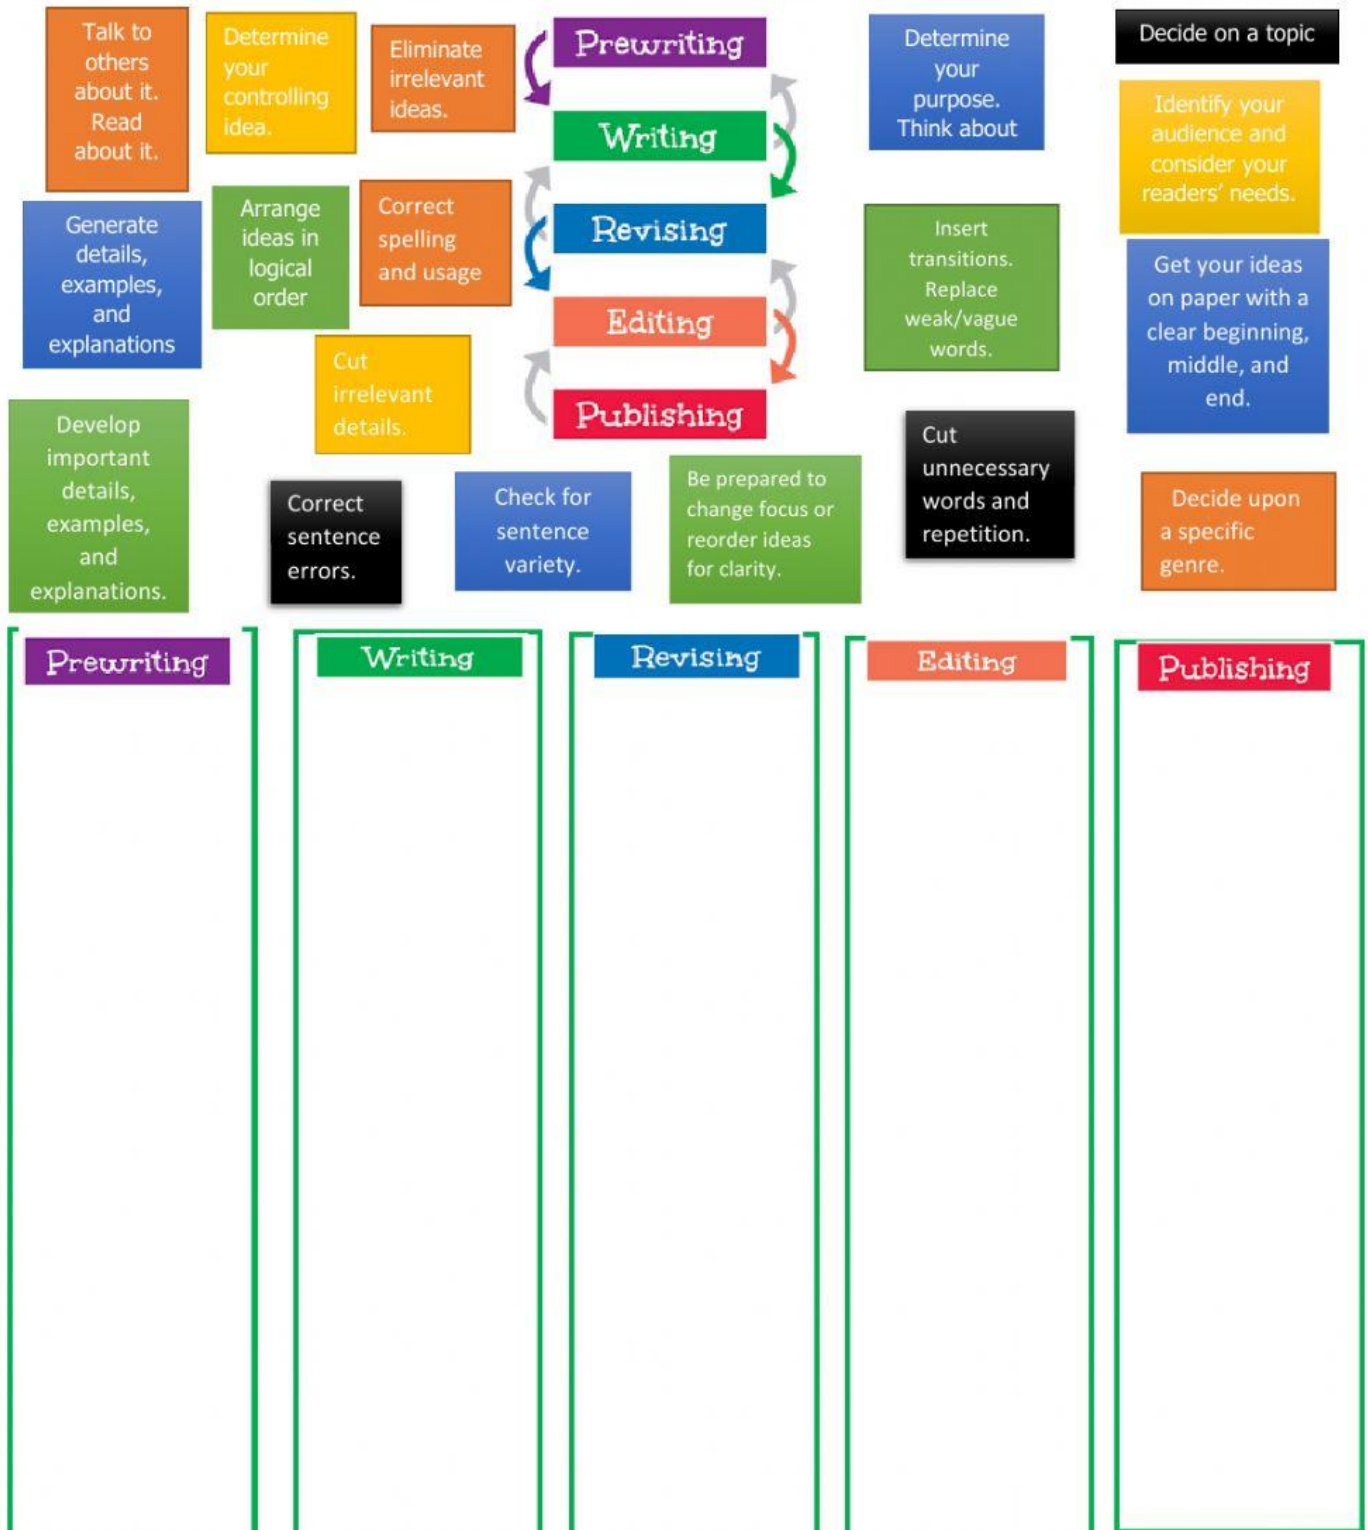 Talk to
others
about it.
Read
about it.
Determine
your
controlling
idea.
Eliminate
irrelevant
ideas.
Prewriting
Writing
Revising
Editing
Publishing
Determine
your
purpose.
Think about
Decide on a topic
Identify your
audience and
consider your
readers' needs.
Generate
details,
examples,
and
explanations
Arrange
ideas in
logical
order
Correct
spelling
and usage
Insert
transitions.
Replace
weak/vague
words.
Get your ideas
on paper with a
clear beginning,
middle, and
end.
Cut
irrelevant
details.
Develop
important
details,
examples,
and
explanations.
Correct
sentence
errors.
Check for
sentence
variety.
Be prepared to
change focus or
reorder ideas
for clarity.
Cut
unnecessary
words and
repetition.
Decide upon
a specific
genre.
Prewriting
Writing
Revising
Editing
Publishing